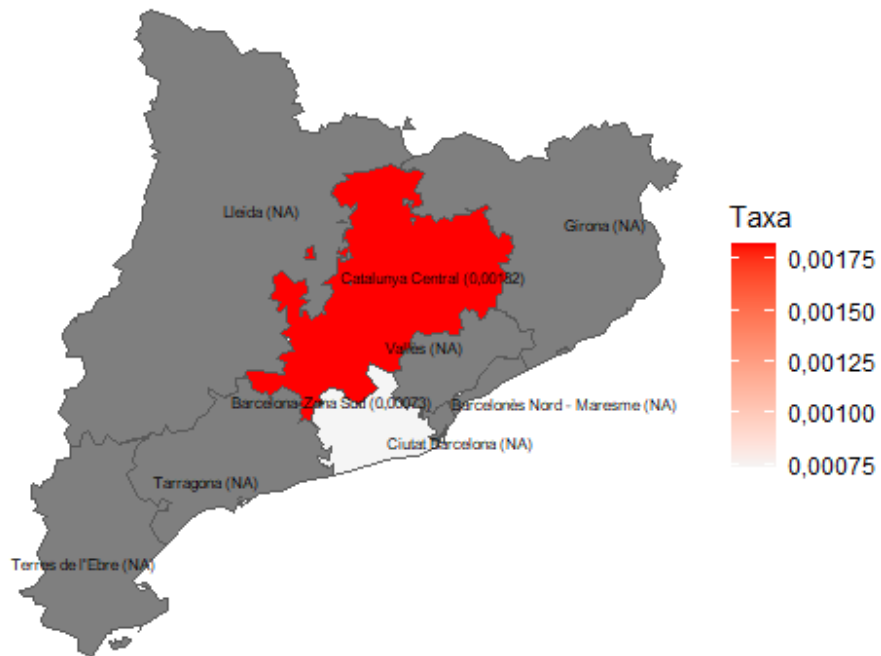 Lleida (NA)
Girona (NA)
Catalunya Central (0,00182)
Vallès (NA)
Barcelona-Zona Sud (0,00073)
Barcelonès Nord - Maresme (NA)
Ciutat Barcelona (NA)
Tarragona (NA)
Terres de l'Ebre (NA)
Taxa
0,00175
0,00150
0,00125
0,00100
0,00075